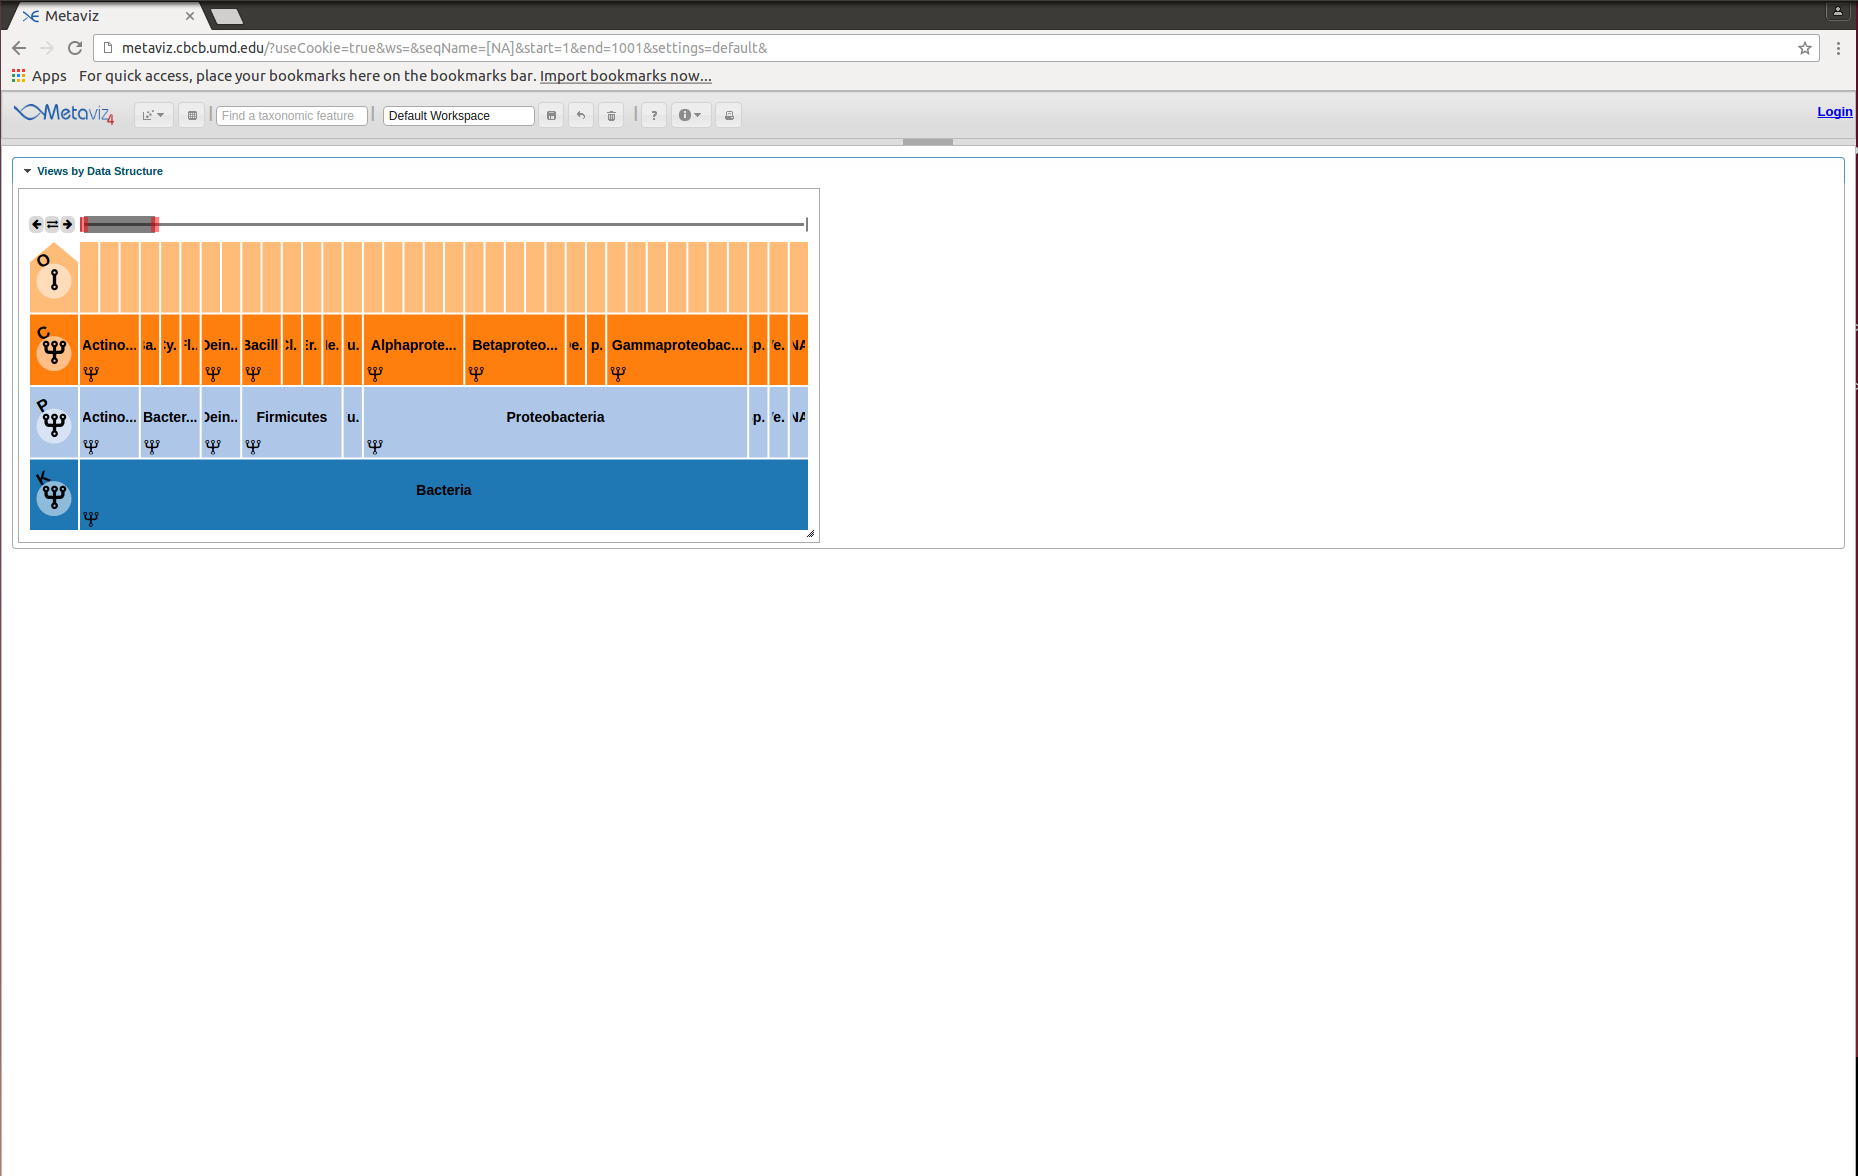 Metaviz
metaviz.cbcb.umd.edu/?useCookie=true&ws=&seqName=[NA]&start=1&end=1001&settings=default&
Apps For quick access, place your bookmarks here on the bookmarks bar. Import bookmarks now...
Metaviz4 Find a taxonomic feature Default Workspace ? Login
Views by Data Structure
O
C Actino... Dein.. Bacill Cl. u. Alphaprote... Betaproteo... p. Gammaproteobac... p. NA
P Actino... Bacter... Dein.. Firmicutes u. Proteobacteria p. NA
K Bacteria